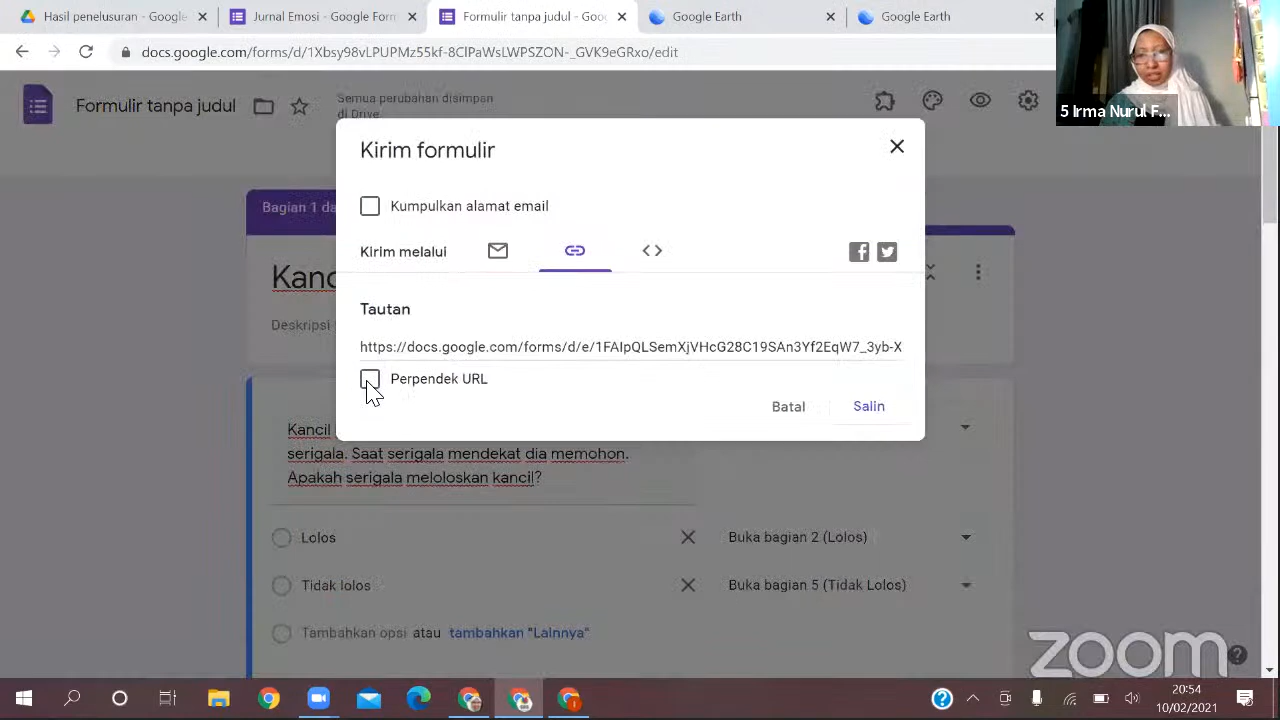 Hasil penelusuran - Google
Jurnal Emosi - Google Form
Formulir tanpa judul - Goo
Google Earth
Google Earth
docs.google.com/forms/d/1Xbsy98vLPUPMz55kf-8ClPaWsLWPSZON-_GVK9eGRxo/edit
Formulir tanpa judul
Semua perubahan disimpan
di Drive
5 Irma Nurul F...
Kirim formulir
Bagian 1 da
Kumpulkan alamat email
Kirim melalui
Kanc
Deskripsi
Tautan
https://docs.google.com/forms/d/e/1FAIpQLSemXjVHcG28C19SAn3Yf2EqW7_3yb-X
Perpendek URL
Batal
Salin
Kancil
serigala. Saat serigala mendekat dia memohon.
Apakah serigala meloloskan kancil?
Lolos
Buka bagian 2 (Lolos)
Tidak lolos
Buka bagian 5 (Tidak Lolos)
Tambahkan opsi atau tambahkan "Lainnya"
zoom
20:54
10/02/2021